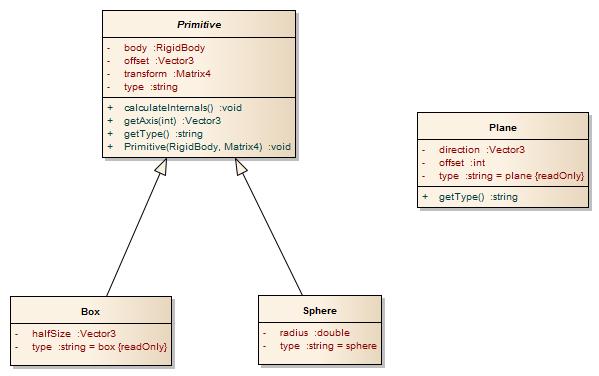 Primitive
- body :RigidBody
- offset :Vector3
- transform :Matrix4
- type :string
+ calculateInternals() :void
+ getAxis(int) :Vector3
+ getType() :string
+ Primitive(RigidBody, Matrix4) :void
Plane
- direction :Vector3
- offset :int
- type :string = plane {readOnly}
+ getType() :string
Box
- halfSize :Vector3
- type :string = box {readOnly}
Sphere
- radius :double
- type :string = sphere